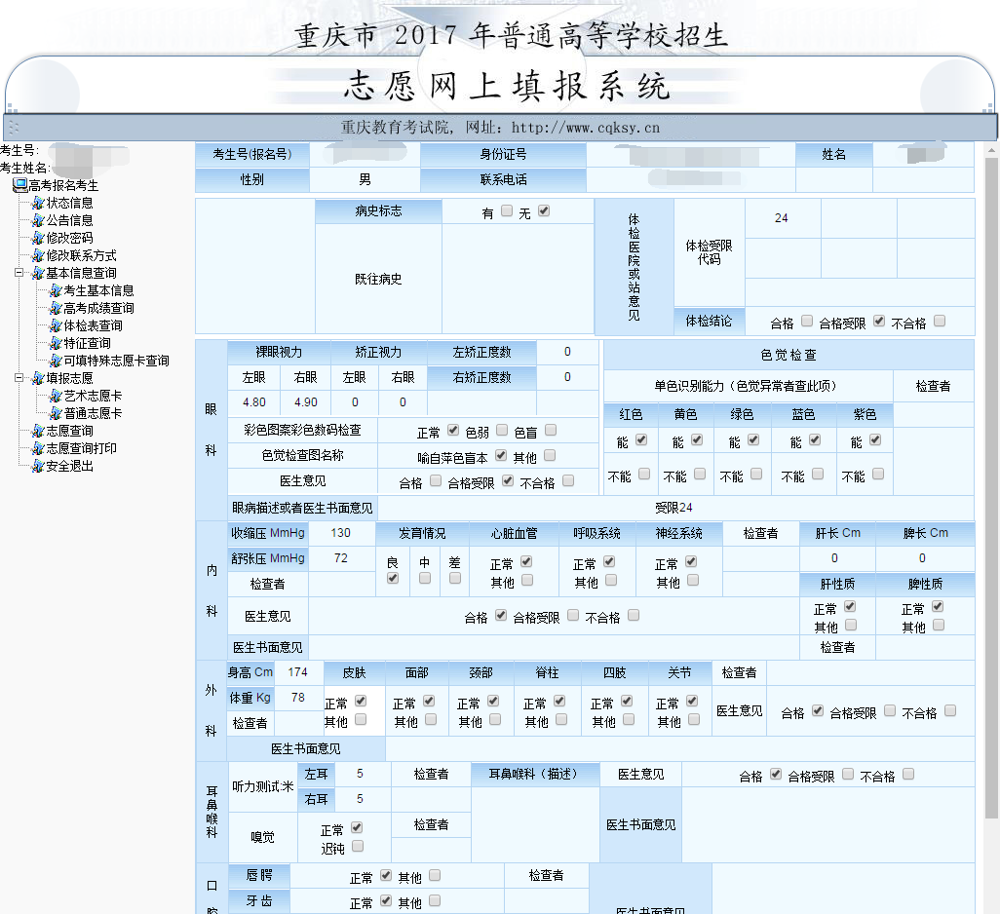 重庆市 2017 年普通高等学校招生
志愿网上填报系统
重庆教育考试院, 网址: http://www.cqksy.cn
考生号:
考生姓名:
高考报名考生
状态信息
公告信息
修改密码
修改联系方式
基本信息查询
考生基本信息
高考成绩查询
体检表查询
特征查询
可填特殊志愿卡查询
填报志愿
艺术志愿卡
普通志愿卡
志愿查询
志愿查询打印
安全退出
考生号(报名号) 身份证号 姓名
性别 男 联系电话
病史标志 有 无
既往病史
体检医院或站意见
体检受限代码 24
体检结论 合格 合格受限 不合格
眼科
裸眼视力 矫正视力 左矫正度数 0
左眼 右眼 左眼 右眼 右矫正度数 0
4.80 4.90 0 0
彩色图案彩色数码检查 正常 色弱 色盲
色觉检查图名称 喻自萍色盲本 其他
医生意见 合格 合格受限 不合格
色觉检查
单色识别能力（色觉异常者查此项） 检查者
红色 黄色 绿色 蓝色 紫色
能 能 能 能 能
不能 不能 不能 不能 不能
眼病描述或者医生书面意见 受限24
内科
收缩压 MmHg 130 发育情况 心脏血管 呼吸系统 神经系统 检查者 肝长 Cm 脾长 Cm
舒张压 MmHg 72 良 中 差 正常 正常 正常 0 0
检查者 其他 其他 其他 肝性质 脾性质
医生意见 合格 合格受限 不合格 正常 正常
其他 其他
医生书面意见 检查者
外科
身高 Cm 174 皮肤 面部 颈部 脊柱 四肢 关节 检查者
体重 Kg 78 正常 正常 正常 正常 正常 正常 医生意见 合格 合格受限 不合格
检查者 其他 其他 其他 其他 其他 其他
医生书面意见
耳鼻喉科
听力测试:米 左耳 5 检查者 耳鼻喉科（描述） 医生意见 合格 合格受限 不合格
右耳 5
嗅觉 正常 检查者 医生书面意见
迟钝
口腔
唇腭 正常 其他 检查者
牙齿 正常 其他 医生书面意见